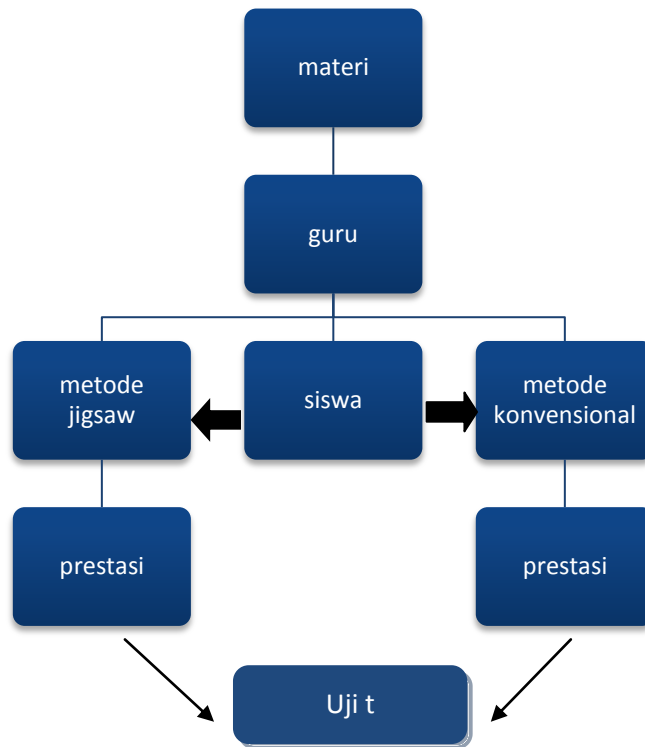 materi
guru
metode
jigsaw
siswa
metode
konvensional
prestasi
prestasi
Uji t